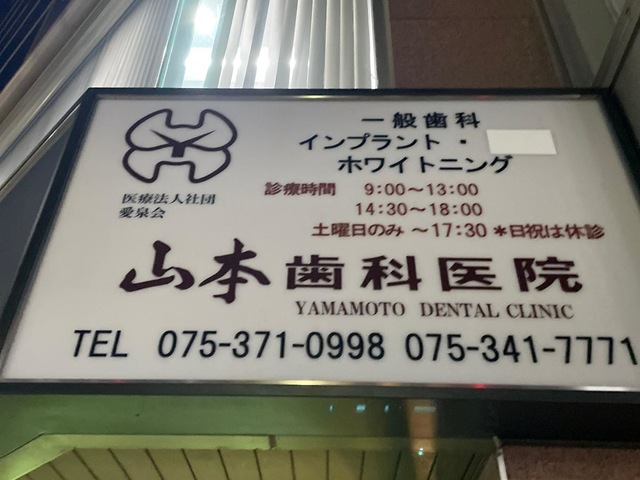 一般歯科
インプラント・
ホワイトニング
診療時間 9:00〜13:00
14:30〜18:00
土曜日のみ 〜17:30 *日祝は休診
医療法人社団
愛泉会
山本歯科医院
YAMAMOTO DENTAL CLINIC
TEL 075-371-0998 075-341-7771